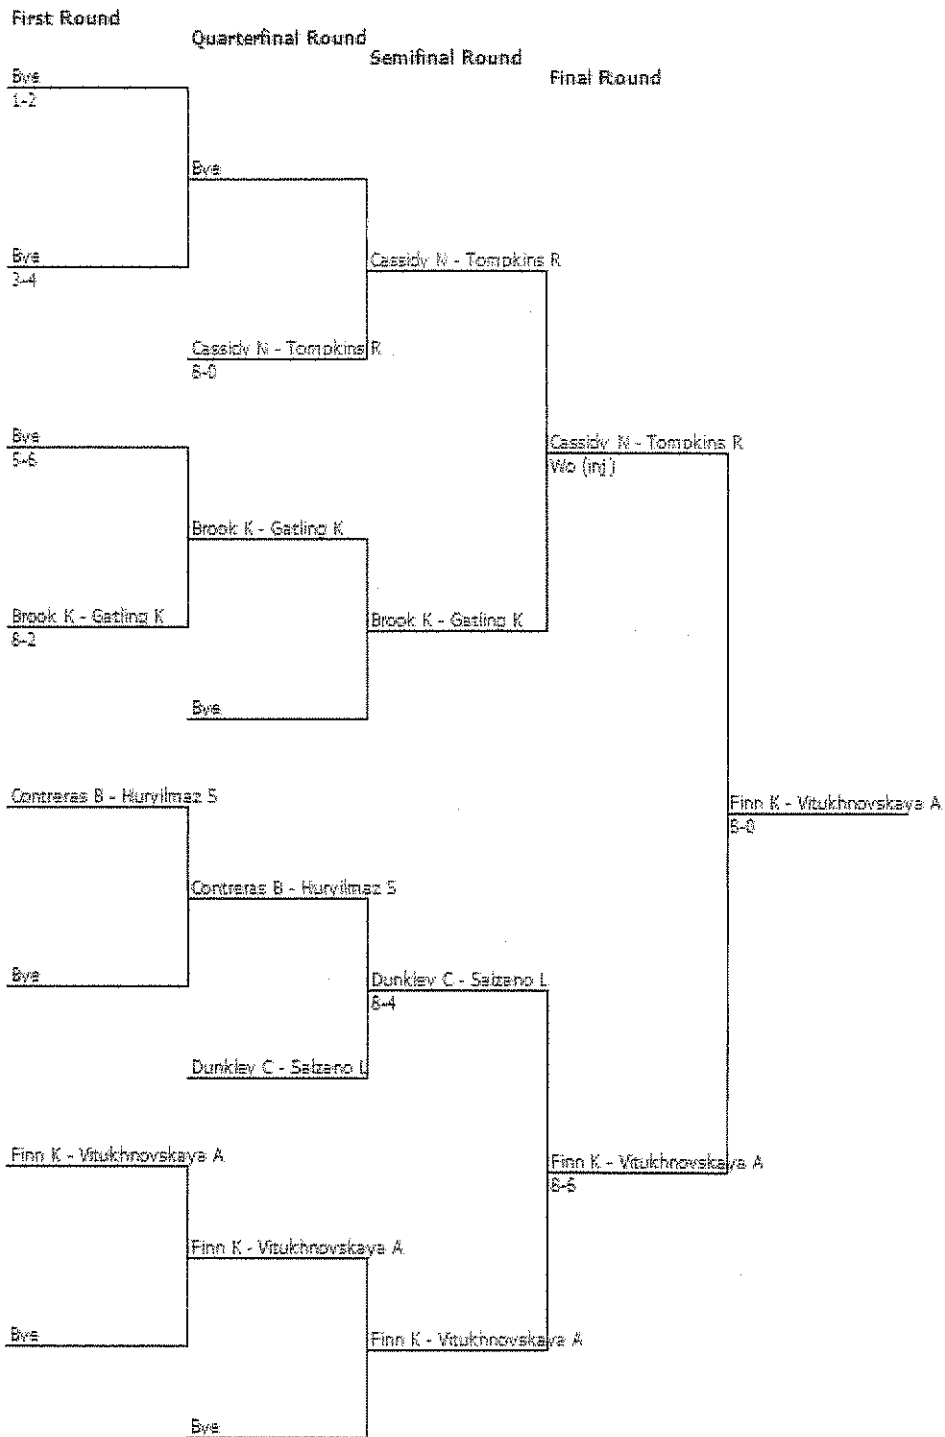 First Round
Quarterfinal Round
Semifinal Round
Final Round
Bye
1-2
Bye
Bye
3-4
Cassidy N - Tompkins R
Cassidy N - Tompkins R
8-0
Bye
5-6
Cassidy N - Tompkins R
Wo (inj)
Brook K - Gatling K
Brook K - Gatling K
8-2
Brook K - Gatling K
Bye
Contreras B - Huryilmaz S
Finn K - Vitukhnovskaya A
8-0
Contreras B - Huryilmaz S
Bye
Dunkley C - Salzano L
8-4
Dunkley C - Salzano L
Finn K - Vitukhnovskaya A
Finn K - Vitukhnovskaya A
8-6
Finn K - Vitukhnovskaya A
Bye
Finn K - Vitukhnovskaya A
Bye